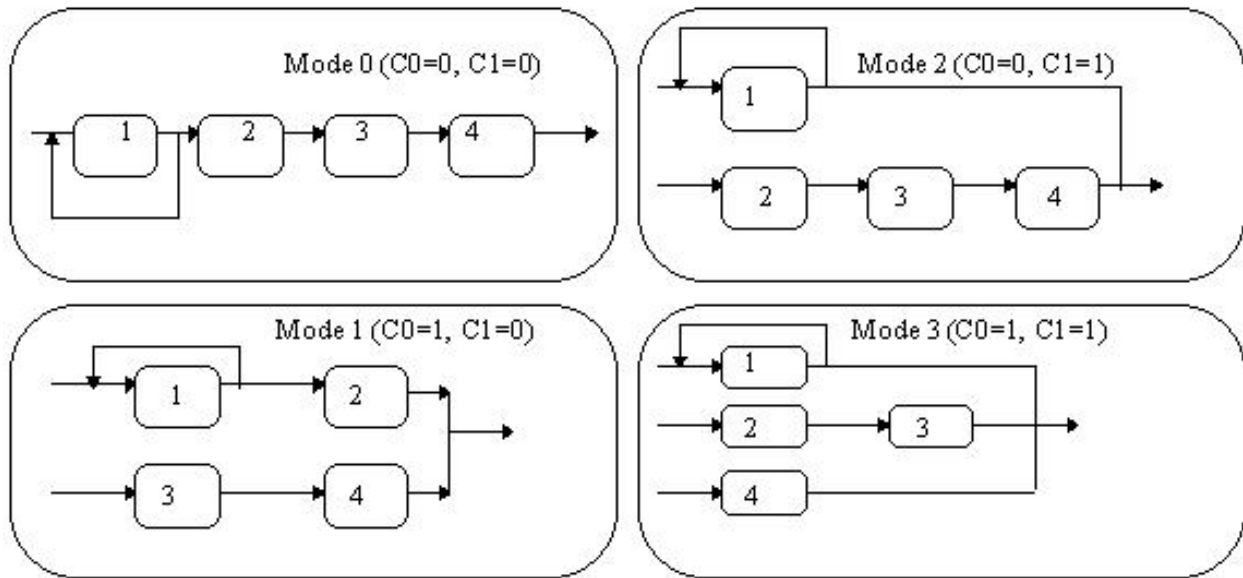 Mode 0 (C0=0, C1=0)
1 2 3 4
Mode 2 (C0=0, C1=1)
1
2 3 4
Mode 1 (C0=1, C1=0)
1 2
3 4
Mode 3 (C0=1, C1=1)
1
2 3
4